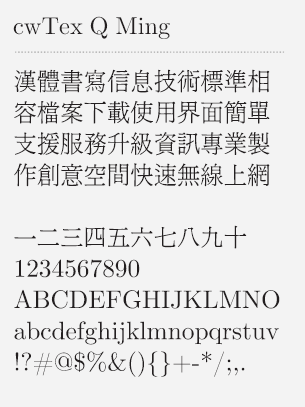 cwTex Q Ming
漢體書寫信息技術標準相
容檔案下載使用界面簡單
支援服務升級資訊專業製
作創意空間快速無線上網
一二三四五六七八九十
1234567890
ABCDEFGHIJKLMNO
abcdefghijklmnopqrstuv
!?#@$%&(){}+-*/;,.